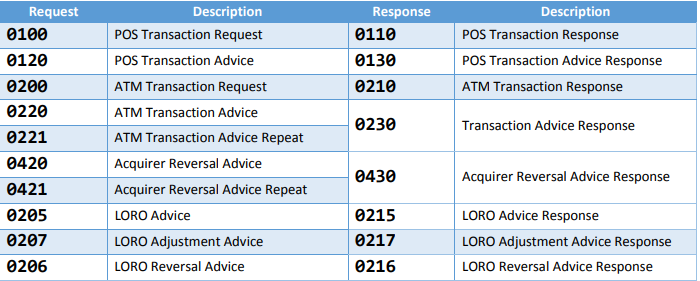 Request Description Response Description
0100 POS Transaction Request 0110 POS Transaction Response
0120 POS Transaction Advice 0130 POS Transaction Advice Response
0200 ATM Transaction Request 0210 ATM Transaction Response
0220 ATM Transaction Advice 0230 Transaction Advice Response
0221 ATM Transaction Advice Repeat
0420 Acquirer Reversal Advice 0430 Acquirer Reversal Advice Response
0421 Acquirer Reversal Advice Repeat
0205 LORO Advice 0215 LORO Advice Response
0207 LORO Adjustment Advice 0217 LORO Adjustment Advice Response
0206 LORO Reversal Advice 0216 LORO Reversal Advice Response